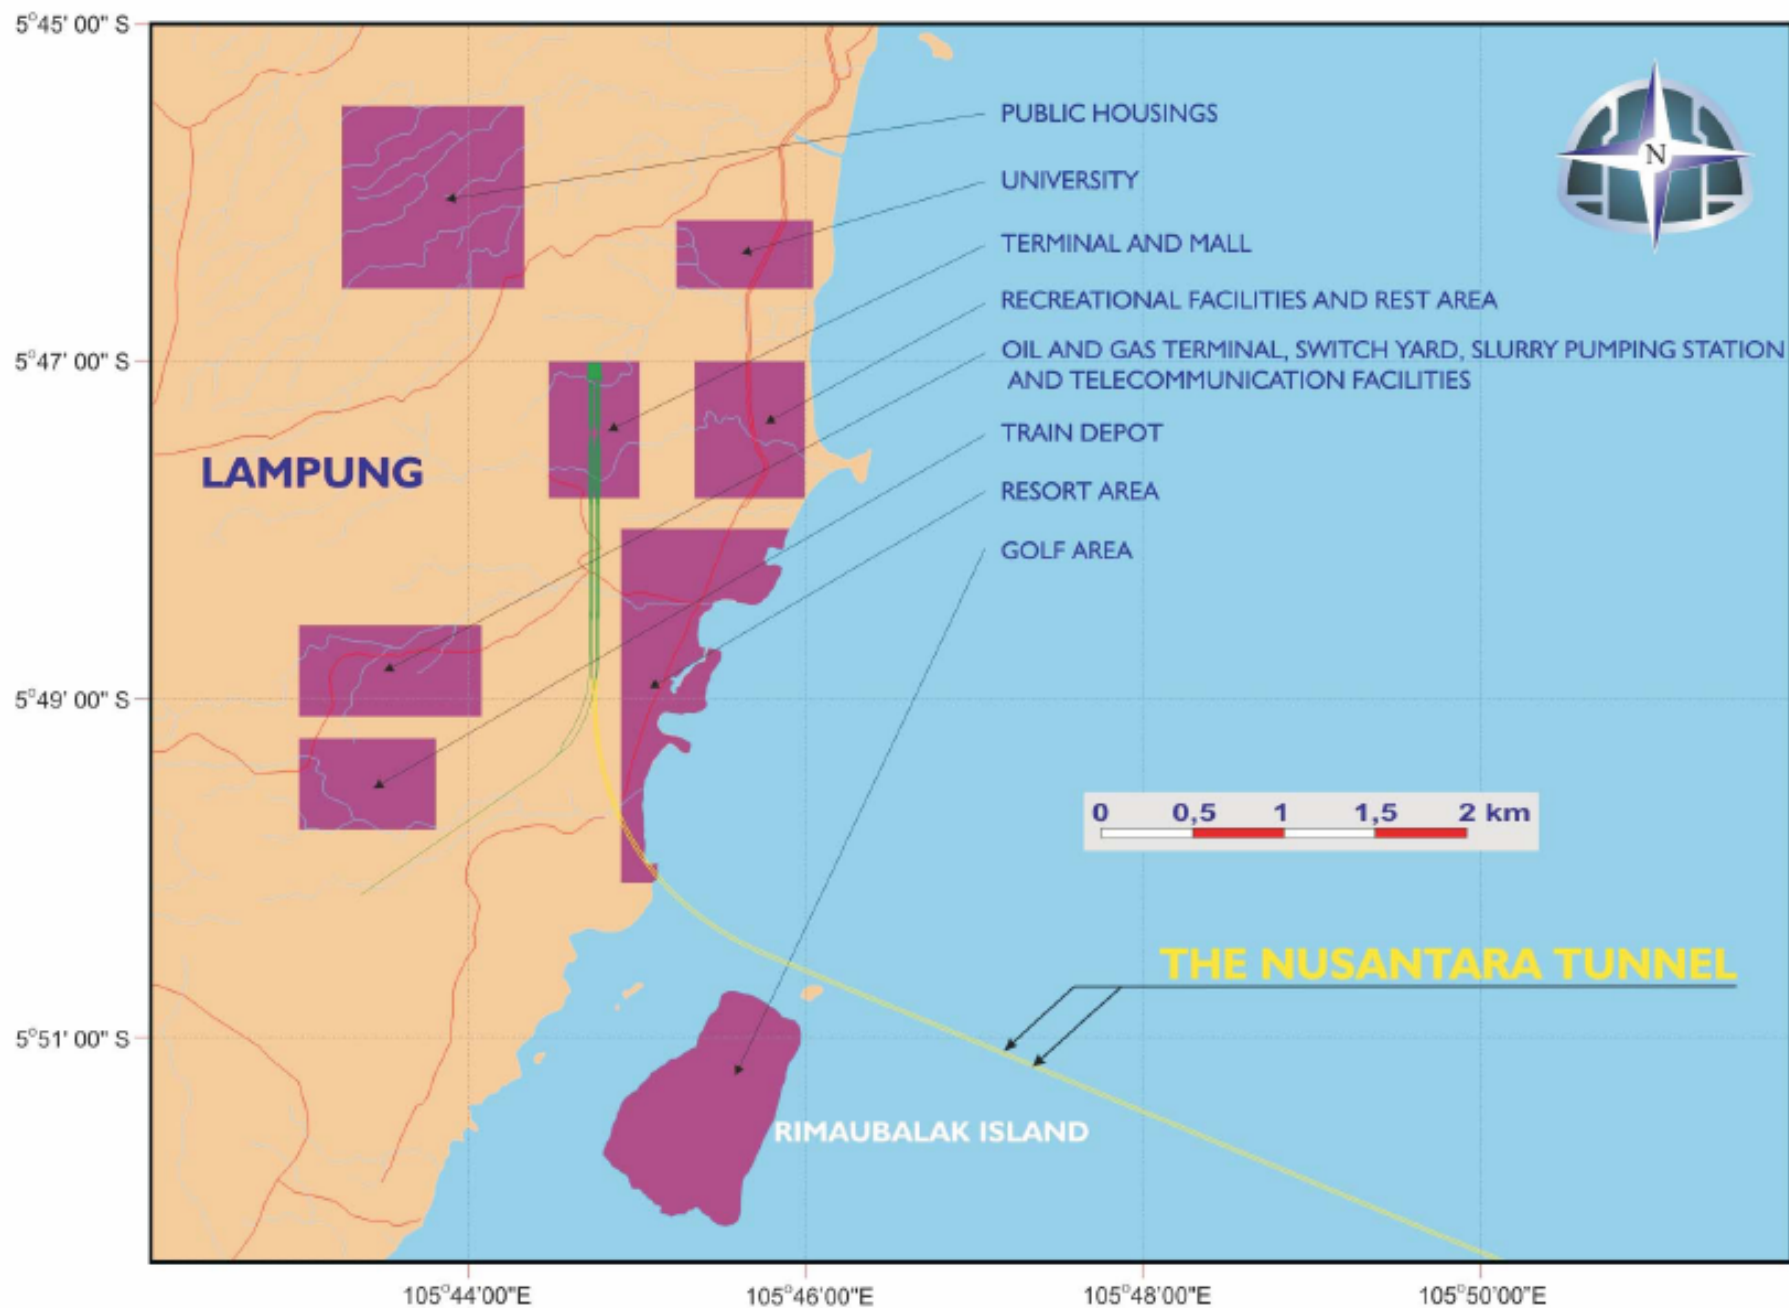 5°45' 00" S
PUBLIC HOUSINGS
N
UNIVERSITY
TERMINAL AND MALL
RECREATIONAL FACILITIES AND REST AREA
5°47' 00" S
OIL AND GAS TERMINAL, SWITCH YARD, SLURRY PUMPING STATION
AND TELECOMMUNICATION FACILITIES
TRAIN DEPOT
LAMPUNG
RESORT AREA
GOLF AREA
5°49' 00" S
0 0,5 1 1,5 2 km
THE NUSANTARA TUNNEL
5°51' 00" S
RIMAUBALAK ISLAND
105°44'00"E 105°46'00"E 105°48'00"E 105°50'00"E